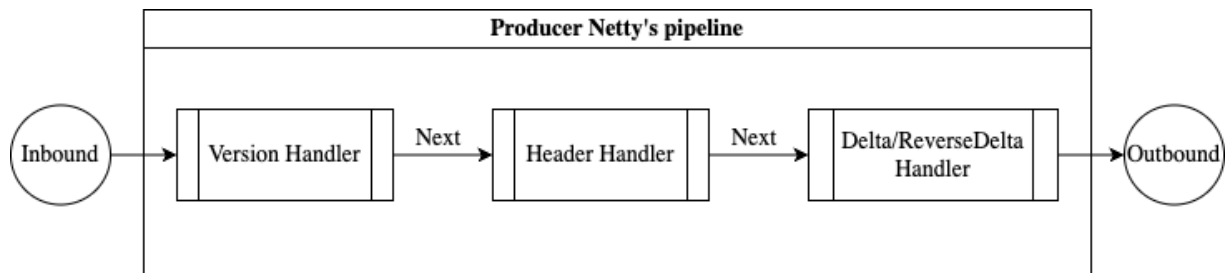 Producer Netty's pipeline
Inbound
Version Handler
Next
Header Handler
Next
Delta/ReverseDelta
Handler
Outbound